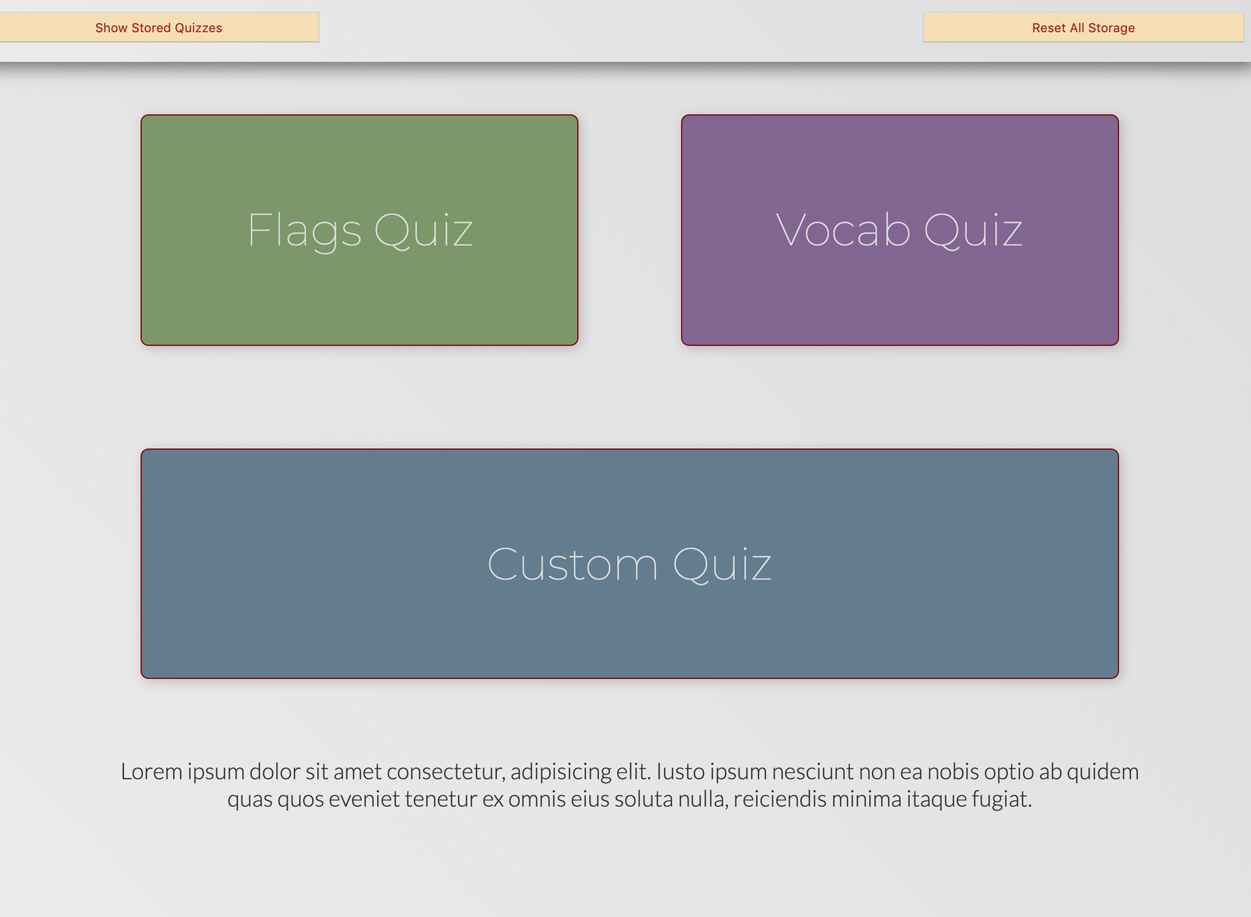 Show Stored Quizzes
Reset All Storage
Flags Quiz
Vocab Quiz
Custom Quiz
Lorem ipsum dolor sit amet consectetur, adipisicing elit. Iusto ipsum nesciunt non ea nobis optio ab quidem
quas quos eveniet tenetur ex omnis eius soluta nulla, reiciendis minima itaque fugiat.